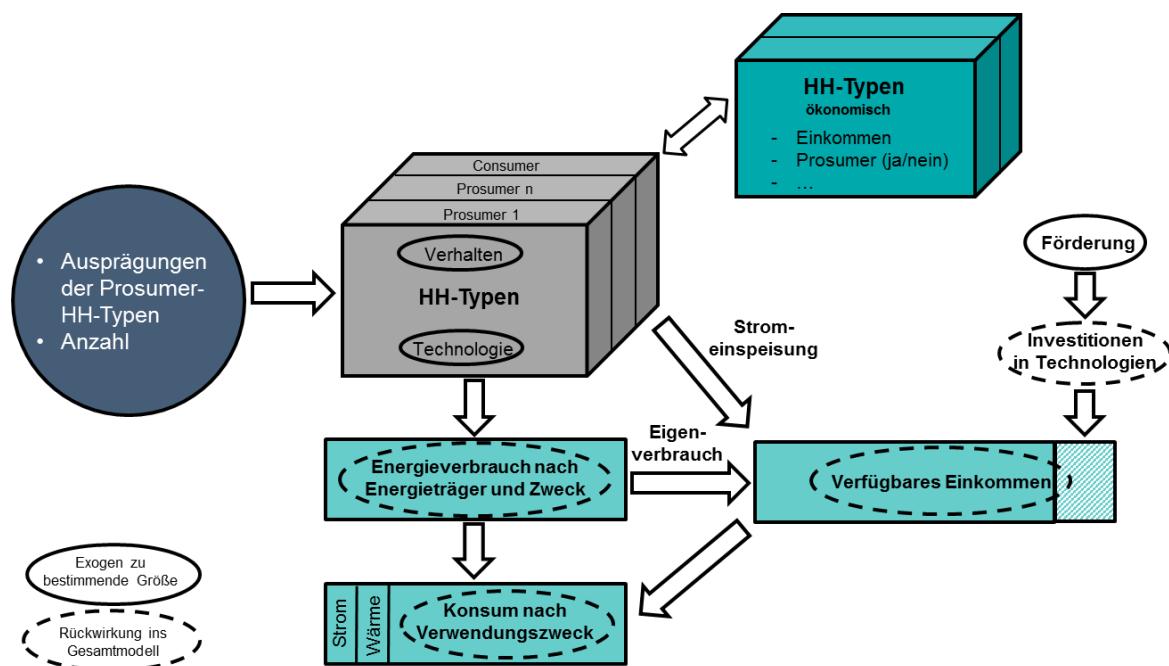 HH-Typen
ökonomisch
- Einkommen
- Prosumer (ja/nein)
- ...
Consumer
Prosumer n
Prosumer 1
Verhalten
HH-Typen
Technologie
• Ausprägungen
der Prosumer-
HH-Typen
• Anzahl
Förderung
Investitionen
in Technologien
Strom-
einspeisung
Eigen-
verbrauch
Energieverbrauch nach
Energieträger und Zweck
Verfügbares Einkommen
Strom
Wärme
Konsum nach
Verwendungszweck
Exogen zu
bestimmende Größe
Rückwirkung ins
Gesamtmodell